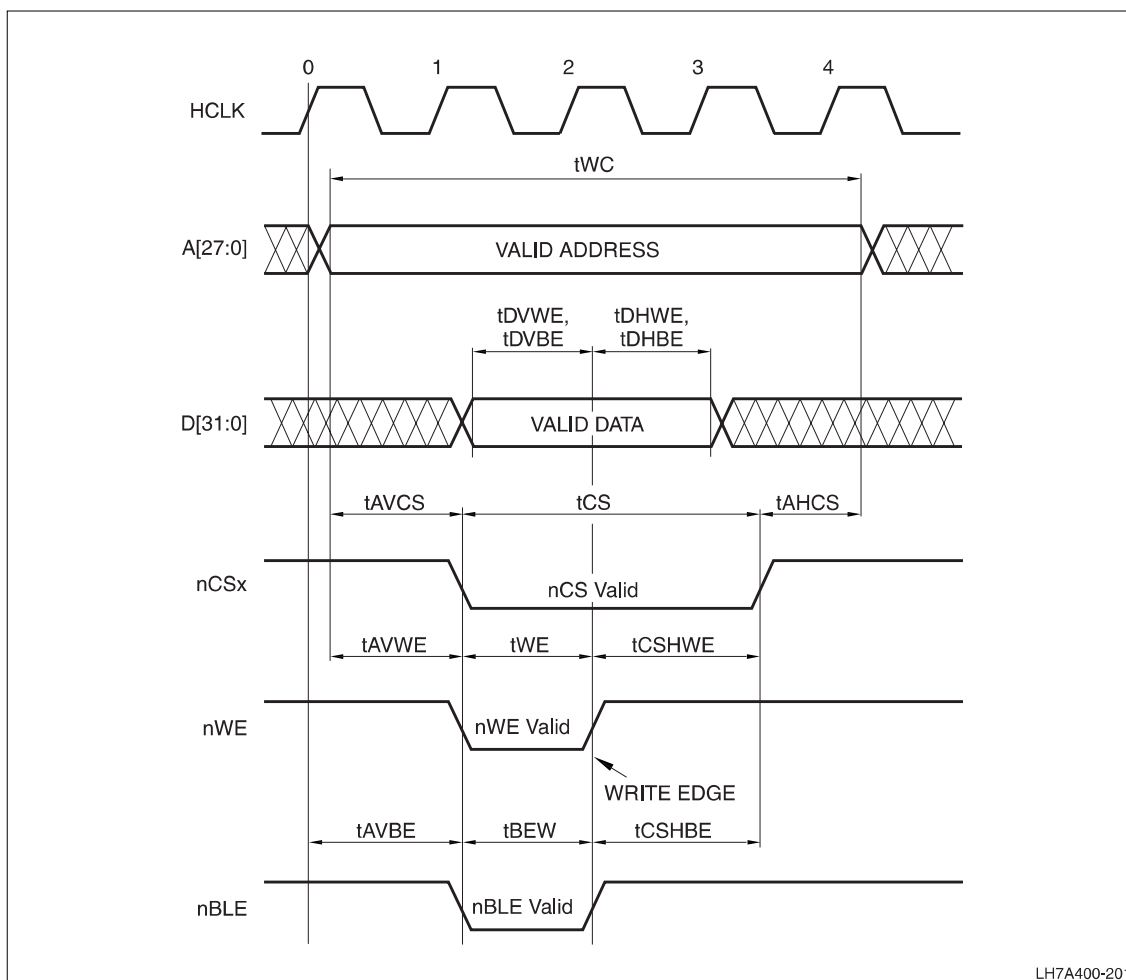 0 1 2 3 4
HCLK
tWC
A[27:0] VALID ADDRESS
tDVWE, tDHWE,
tDVBE tDHBE
D[31:0] VALID DATA
tAVCS tCS tAHCS
nCSx nCS Valid
tAVWE tWE tCSHWE
nWE nWE Valid
WRITE EDGE
tAVBE tBEW tCSHBE
nBLE nBLE Valid
LH7A400-201